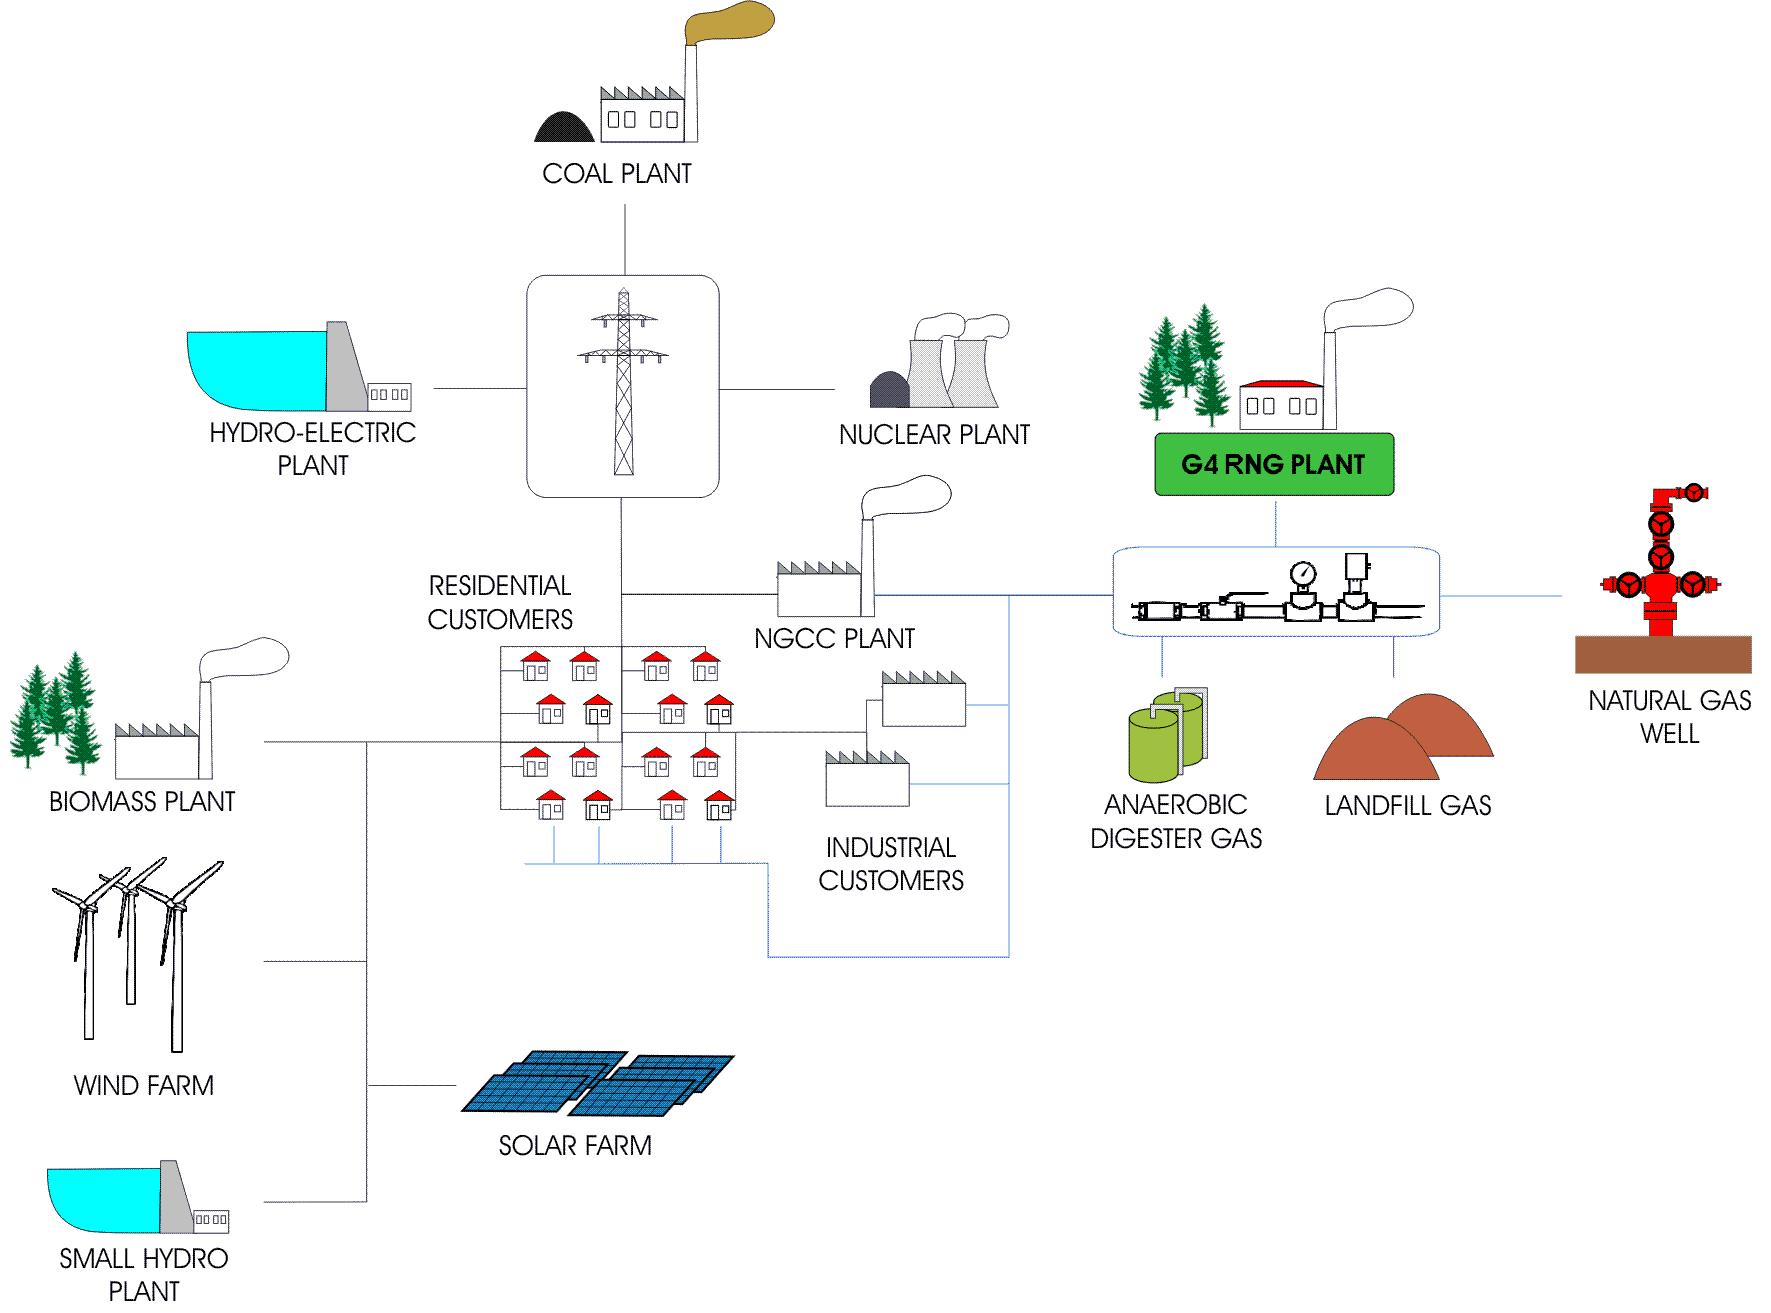 COAL PLANT
HYDRO-ELECTRIC
PLANT
NUCLEAR PLANT
G4 RNG PLANT
RESIDENTIAL
CUSTOMERS
NGCC PLANT
NATURAL GAS
WELL
BIOMASS PLANT
ANAEROBIC
DIGESTER GAS
LANDFILL GAS
INDUSTRIAL
CUSTOMERS
WIND FARM
SOLAR FARM
SMALL HYDRO
PLANT